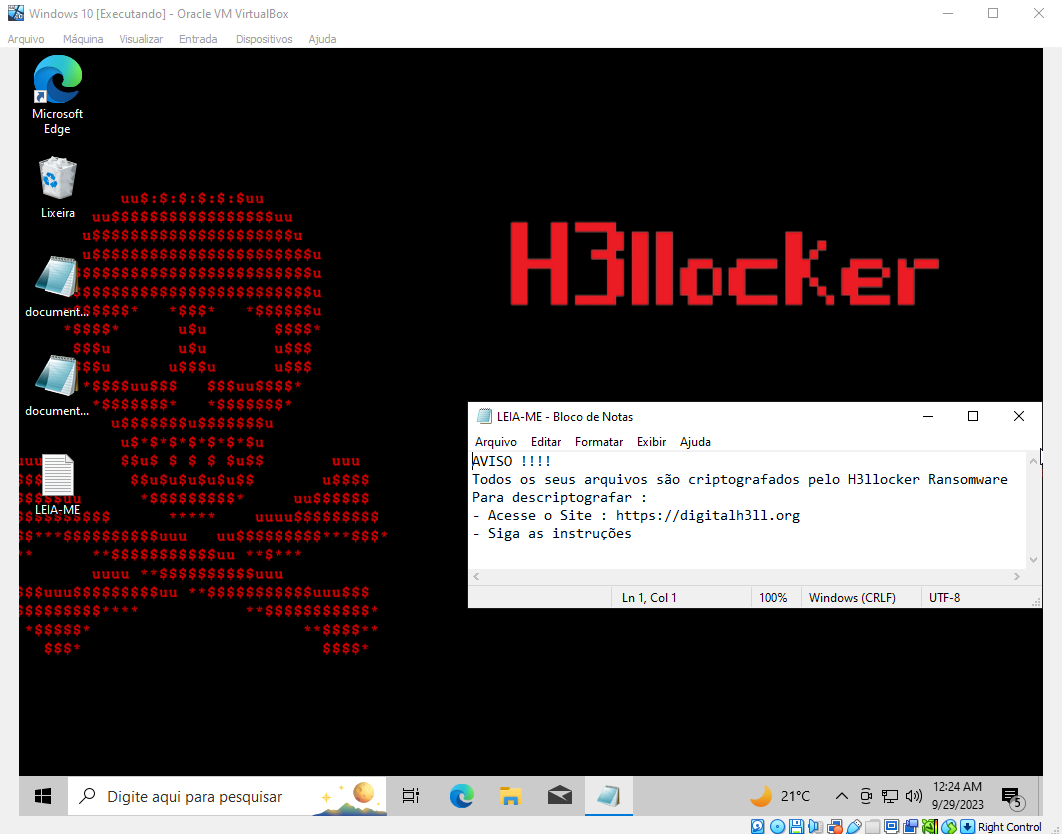 Windows 10 [Executando] - Oracle VM VirtualBox
Arquivo Máquina Visualizar Entrada Dispositivos Ajuda
Microsoft
Edge
Lixeira
document...
document...
LEIA-ME
H3llocker
LEIA-ME - Bloco de Notas
Arquivo Editar Formatar Exibir Ajuda
AVISO !!!!
Todos os seus arquivos são criptografados pelo H3llocker Ransomware
Para descriptografar :
- Acesse o Site : https://digitalh3ll.org
- Siga as instruções
Ln 1, Col 1 100% Windows (CRLF) UTF-8
Digite aqui para pesquisar
21°C
12:24 AM
9/29/2023
5
Right Control